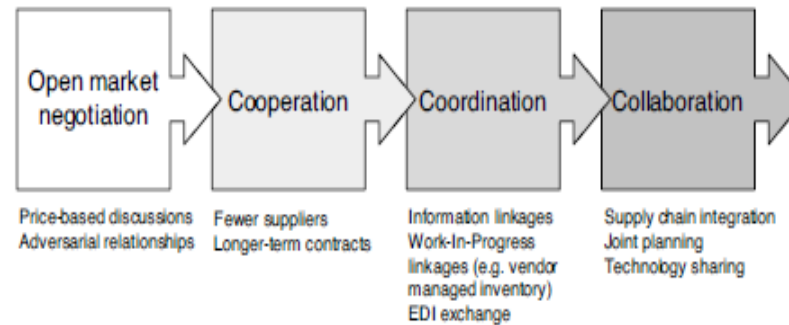 Open market
negotiation
Cooperation
Coordination
Collaboration
Price-based discussions
Adversarial relationships
Fewer suppliers
Longer-term contracts
Information linkages
Work-In-Progress
linkages (e.g. vendor
managed inventory)
EDI exchange
Supply chain integration
Joint planning
Technology sharing